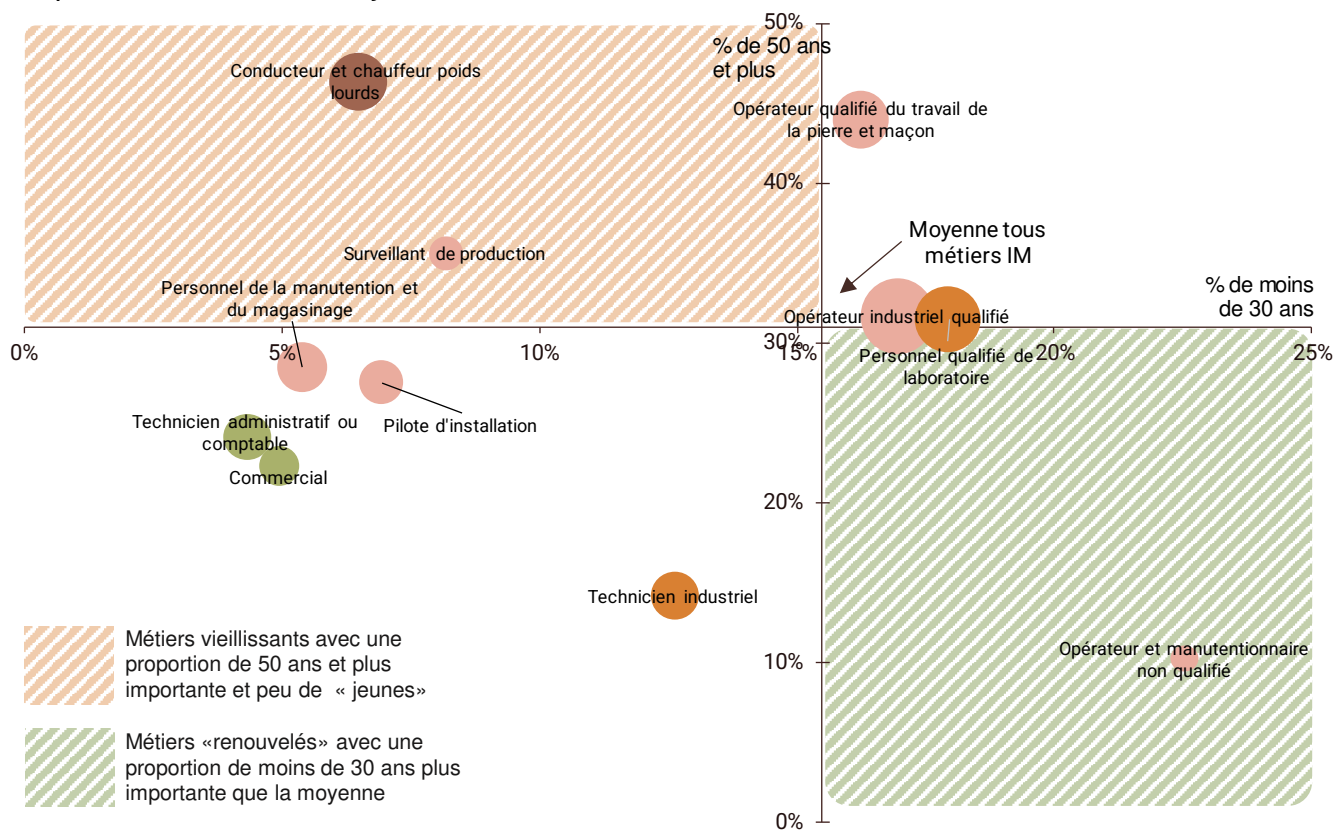 50%
% de 50 ans
et plus
Conducteur et chauffeur poids
lourds
Opérateur qualifié du travail de
la pierre et maçon
40%
Moyenne tous
métiers IM
Surveillant de production
Personnel de la manutention et
du magasinage
% de moins
de 30 ans
Opérateur industriel qualifié
30%
0%
5%
10%
15%
20%
25%
Personnel qualifié de
laboratoire
Technicien administratif ou
comptable
Pilote d'installation
Commercial
20%
Technicien industriel
Métiers vieillissants avec une
proportion de 50 ans et plus
importante et peu de « jeunes»
Opérateur et manutentionnaire
non qualifié
10%
Métiers «renouvelés» avec une
proportion de moins de 30 ans plus
importante que la moyenne
0%